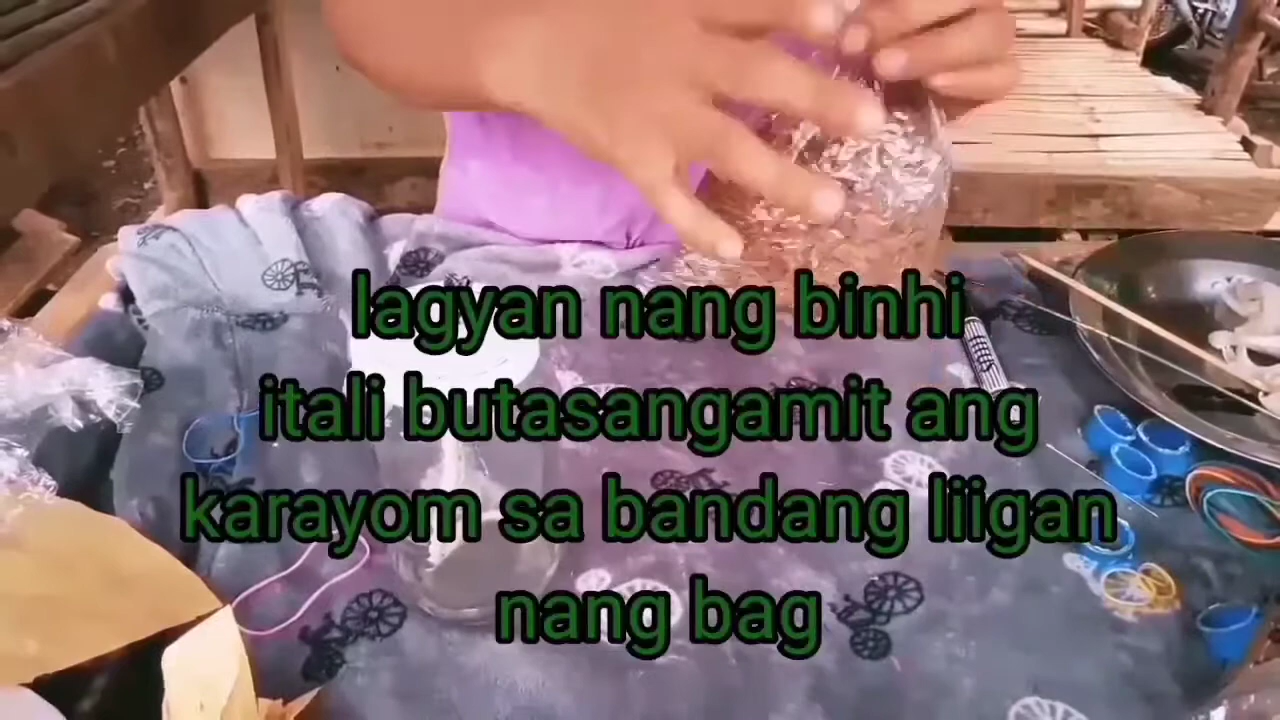 lagyan nang binhi
itali butasangamit ang
karayom sa bandang liigan
nang bag